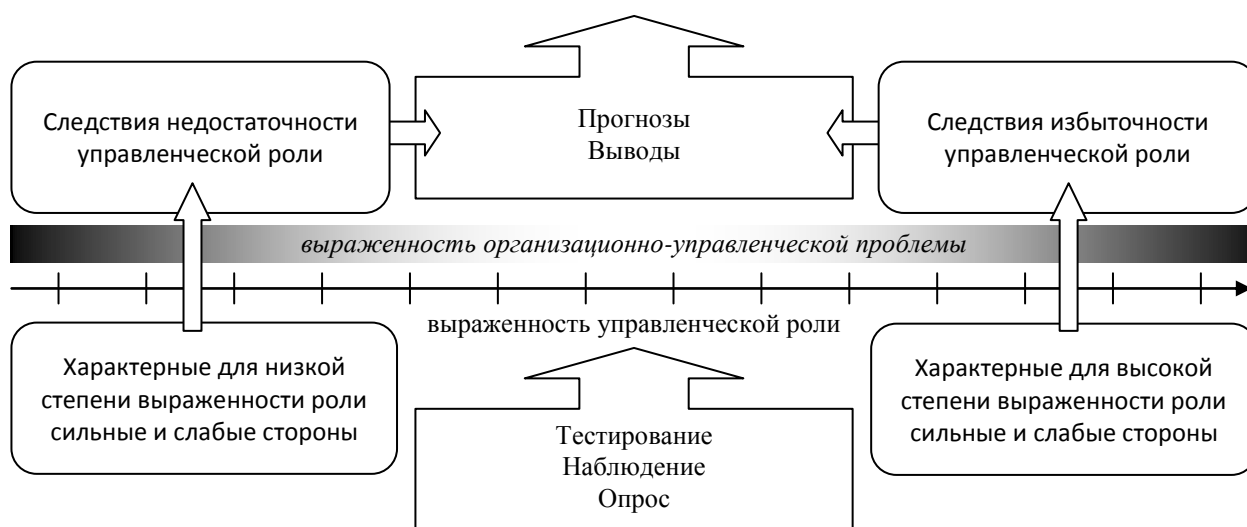 Следствия недостаточности
управленческой роли
Прогнозы
Выводы
Следствия избыточности
управленческой роли
выраженность организационно-управленческой проблемы
выраженность управленческой роли
Характерные для низкой
степени выраженности роли
сильные и слабые стороны
Тестирование
Наблюдение
Опрос
Характерные для высокой
степени выраженности роли
сильные и слабые стороны